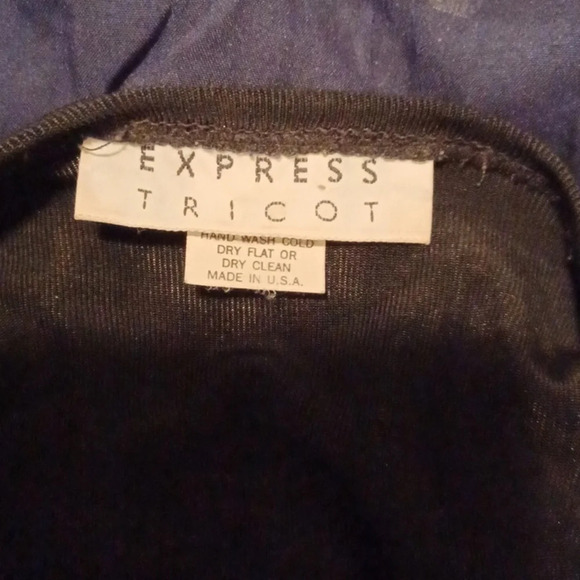 EXPRESS
TRICOT
HAND WASH COLD
DRY FLAT OR
DRY CLEAN
MADE IN U.S.A.